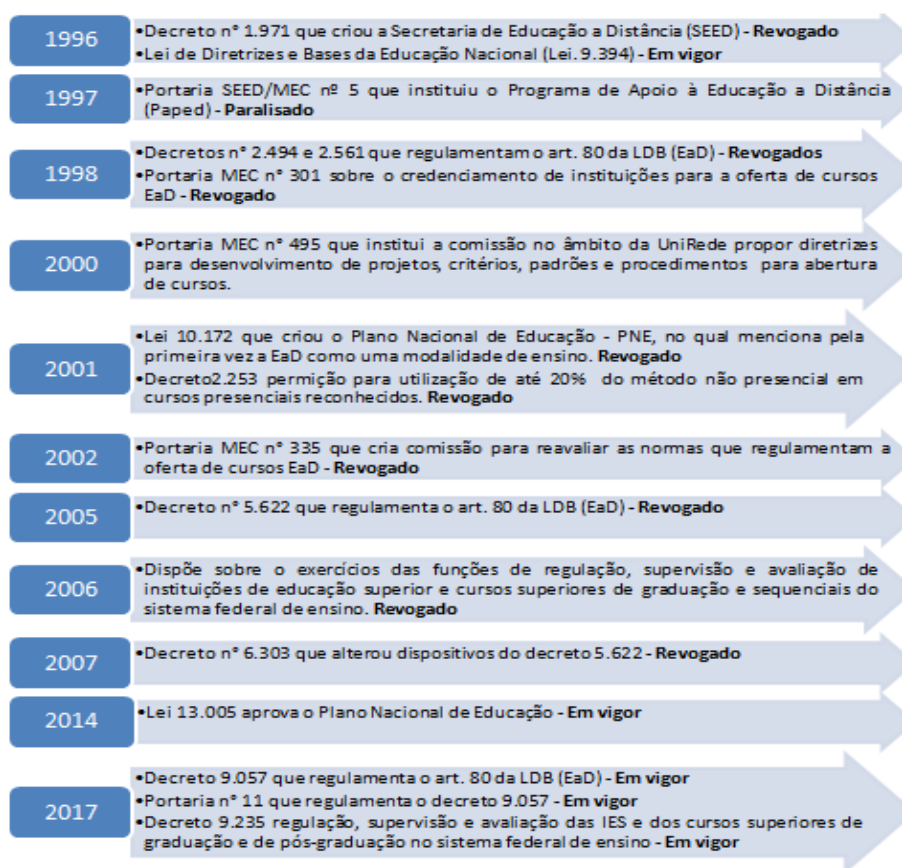 1996
•Decreto n° 1.971 que criou a Secretaria de Educação a Distância (SEED) - Revogado
•Lei de Diretrizes e Bases da Educação Nacional (Lei. 9.394) - Em vigor
1997
•Portaria SEED/MEC nº 5 que instituiu o Programa de Apoio à Educação a Distância
(Paped) - Paralisado
1998
•Decretos n° 2.494 e 2.561 que regulamentam o art. 80 da LDB (EaD) - Revogados
•Portaria MEC n° 301 sobre o credenciamento de instituições para a oferta de cursos
EaD - Revogado
2000
•Portaria MEC n° 495 que institui a comissão no âmbito da UniRede propor diretrizes
para desenvolvimento de projetos, critérios, padrões e procedimentos para abertura
de cursos.
2001
•Lei 10.172 que criou o Plano Nacional de Educação - PNE, no qual menciona pela
primeira vez a EaD como uma modalidade de ensino. Revogado
•Decreto2.253 permição para utilização de até 20% do método não presencial em
cursos presenciais reconhecidos. Revogado
2002
•Portaria MEC n° 335 que cria comissão para reavaliar as normas que regulamentam a
oferta de cursos EaD - Revogado
2005
•Decreto n° 5.622 que regulamenta o art. 80 da LDB (EaD) - Revogado
2006
•Dispõe sobre o exercícios das funções de regulação, supervisão e avaliação de
instituições de educação superior e cursos superiores de graduação e sequenciais do
sistema federal de ensino. Revogado
2007
•Decreto n° 6.303 que alterou dispositivos do decreto 5.622 - Revogado
2014
•Lei 13.005 aprova o Plano Nacional de Educação - Em vigor
2017
•Decreto 9.057 que regulamenta o art. 80 da LDB (EaD) - Em vigor
•Portaria n° 11 que regulamenta o decreto 9.057 - Em vigor
•Decreto 9.235 regulação, supervisão e avaliação das IES e dos cursos superiores de
graduação e de pós-graduação no sistema federal de ensino - Em vigor